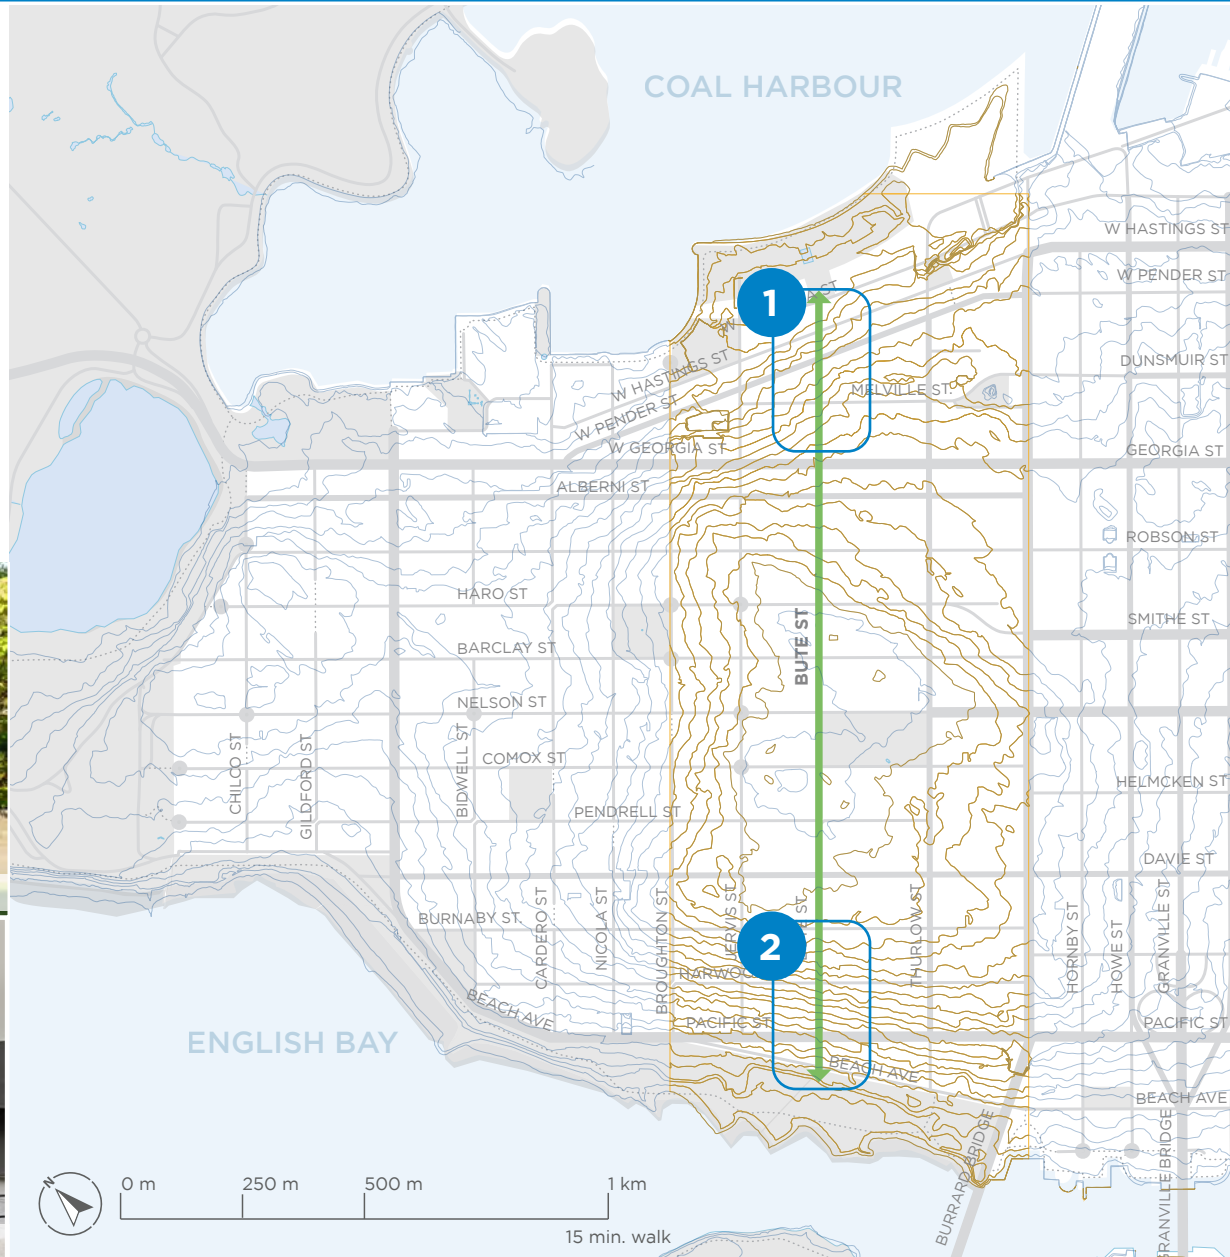 COAL HARBOUR
W HASTINGS ST
W PENDER ST
1
DUNSMUIR ST
W HASTINGS ST
MELVILLE ST.
W PENDER ST
W GEORGIA ST
GEORGIA ST
ALBERNI ST
ROBSON ST
HARO ST
SMITHE ST
BUTE ST
BARCLAY ST
NELSON ST
CHILCO ST
GILDFORD ST
BIDWELL ST
COMOX ST
HELMCKEN ST
PENDRELL ST
DAVIE ST
BURNABY ST.
CARDERO ST
NICOLA ST
BROUGHTON ST
THURLOW ST
HORNBY ST
HOWE ST
GRANVILLE ST
2
BEACH AVE
PACIFIC ST
PACIFIC ST
ENGLISH BAY
BEACH AVE
BEACH AVE
BURRARD BRIDGE
N
0 m
250 m
500 m
1 km
15 min. walk